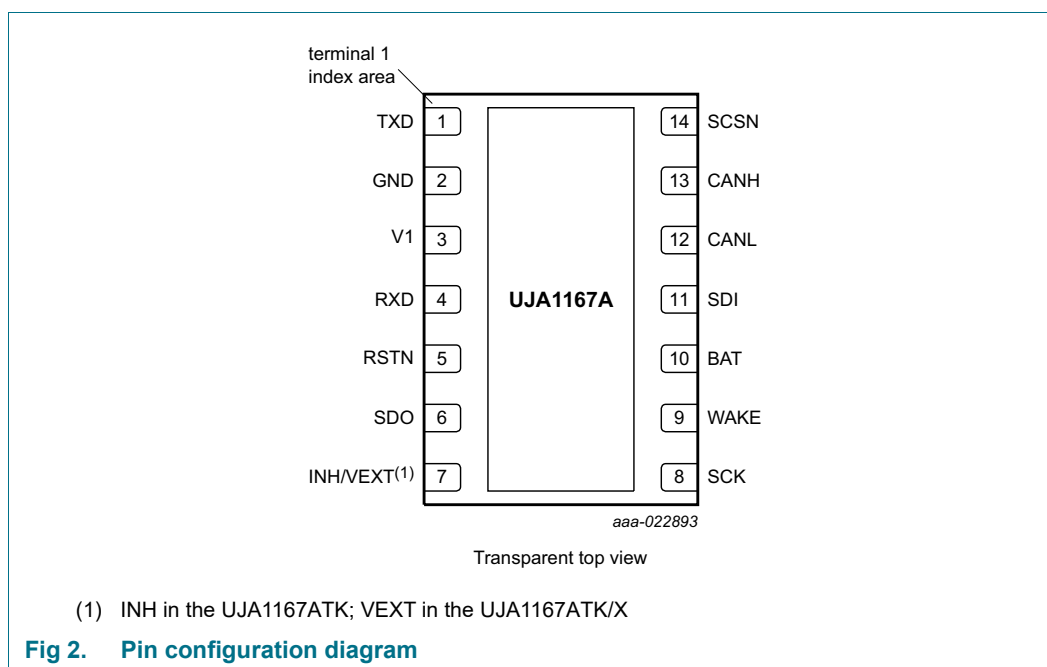 terminal 1
index area
TXD 1
14 SCSN
GND 2
13 CANH
V1 3
12 CANL
RXD 4
UJA1167A
11 SDI
RSTN 5
10 BAT
SDO 6
9 WAKE
INH/VEXT(1) 7
8 SCK
aaa-022893
Transparent top view
(1) INH in the UJA1167ATK; VEXT in the UJA1167ATK/X
Fig 2. Pin configuration diagram